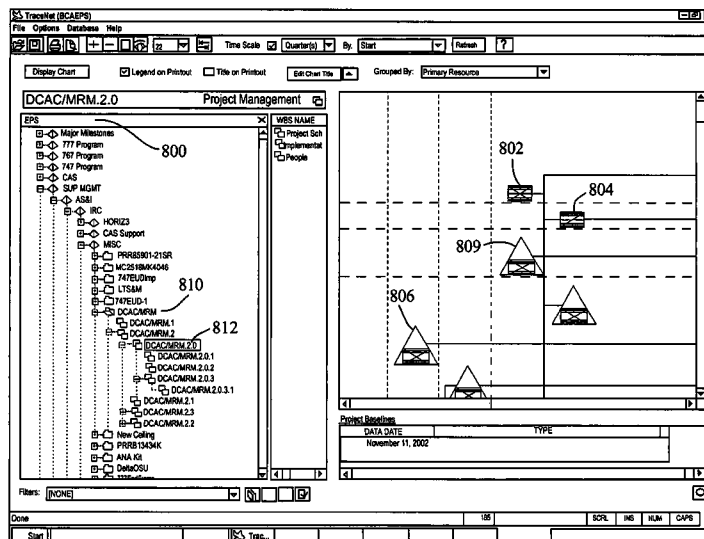 TraceNet (BCAEPS)
File Options Database Help
22
Time Scale
Quarter(s)
By.
Start
Refresh
?
Display Chart
Legend on Printout
Title on Printout
Edit Chart Title
Grouped By:
Primary Resource
DCAC/MRM.2.0 Project Management
EPS
WBS NAME
800
Major Milestones
777 Program
767 Program
747 Program
CAS
SUP MGMT
AS&I
IRC
HORIZ3
CAS Support
MISC
PRR85901-21SR
MC2518MK4046
747EUDImp
LTS&M
747EUD-1
DCAC/MRM
810
DCAC/MRM.1
DCAC/MRM.2
812
DCAC/MRM.2.0
DCAC/MRM.2.0.1
DCAC/MRM.2.0.2
DCAC/MRM.2.0.3
DCAC/MRM.2.0.3.1
DCAC/MRM.2.1
DCAC/MRM.2.3
DCAC/MRM.2.2
New Ceiling
PRRB13434K
ANA Kit
DeltaOSU
Project Sch
Implementat
People
802
804
809
806
Project Baselines
DATA DATE
TYPE
November 11, 2002
Filters:
[NONE]
Done
185
SCRL
INS
NUM
CAPS
Start
Trac...